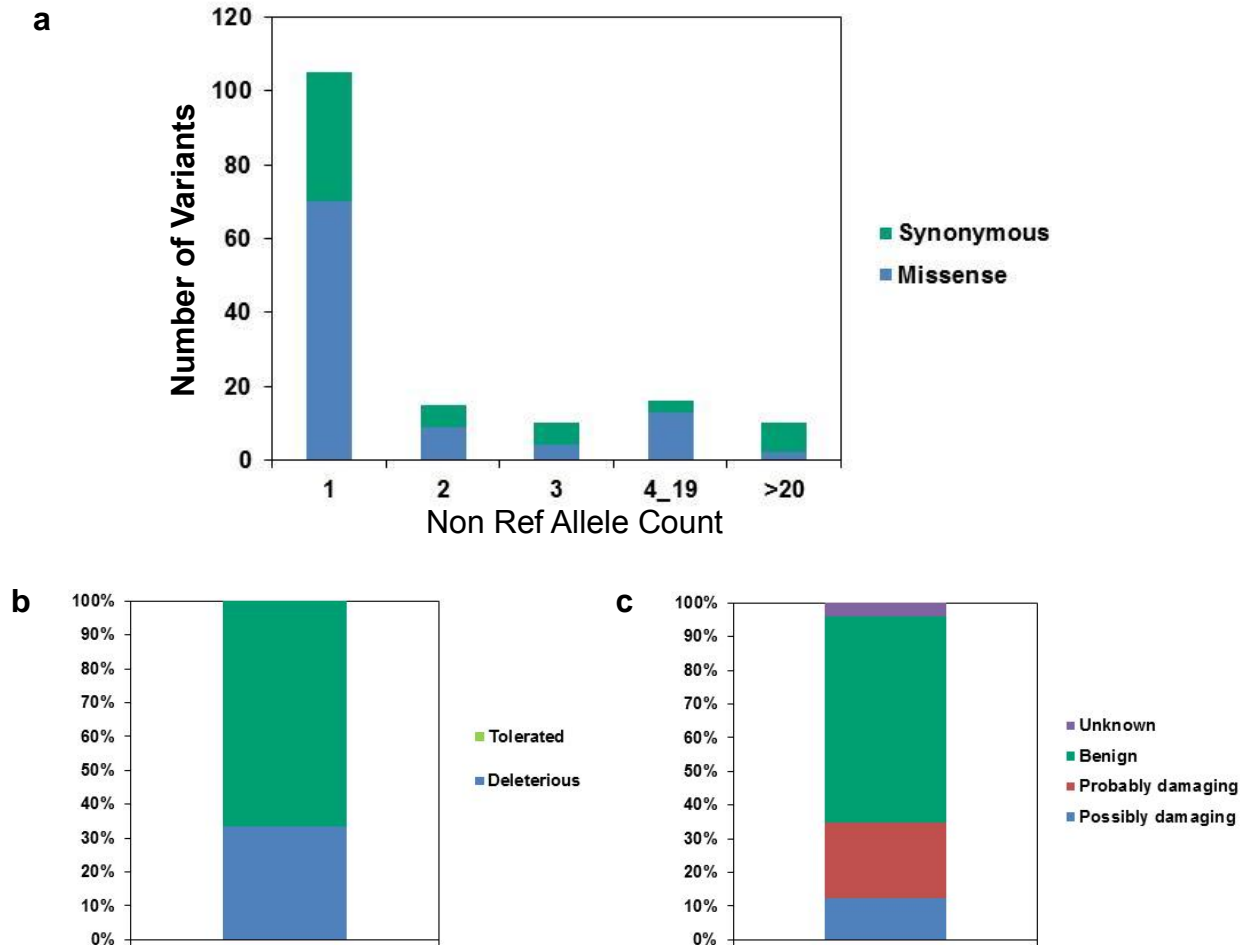 a
120
100
80
60
40
20
0
Number of Variants
1 2 3 4_19 >20
Non Ref Allele Count
Synonymous
Missense
b
100%
90%
80%
70%
60%
50%
40%
30%
20%
10%
0%
Tolerated
Deleterious
c
100%
90%
80%
70%
60%
50%
40%
30%
20%
10%
0%
Unknown
Benign
Probably damaging
Possibly damaging